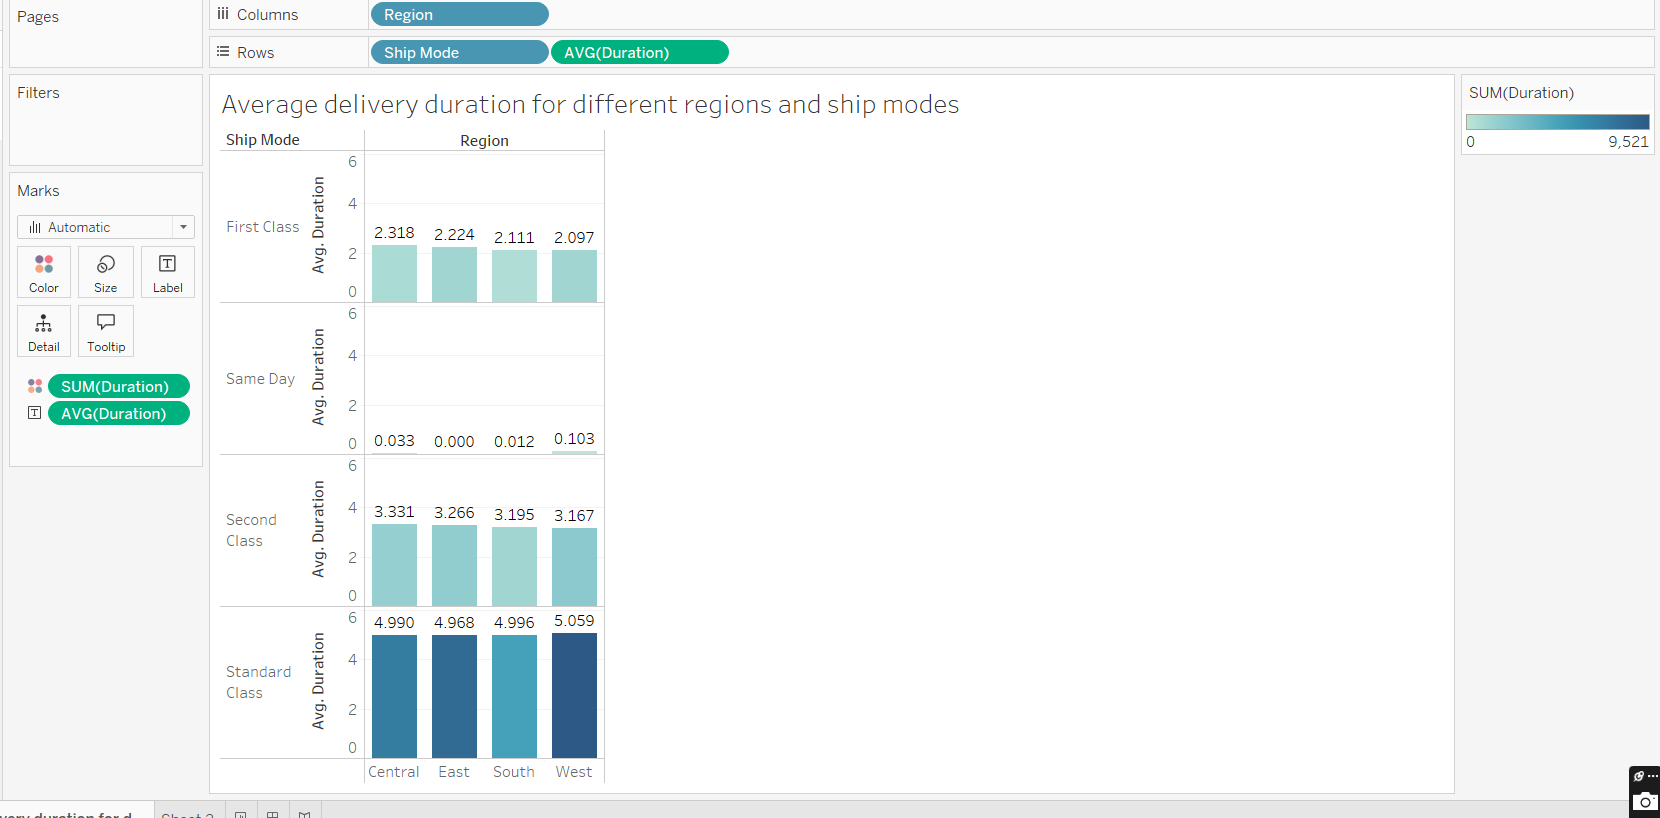 Pages
Columns
Region
Rows
Ship Mode
AVG(Duration)
Filters
Marks
Automatic
Color
Size
Label
Detail
Tooltip
SUM(Duration)
AVG(Duration)
Average delivery duration for different regions and ship modes
Ship Mode
Region
First Class
Avg. Duration
6
4
2
0
2.318
2.224
2.111
2.097
Same Day
Avg. Duration
6
4
2
0
0.033
0.000
0.012
0.103
Second
Class
Avg. Duration
6
4
2
0
3.331
3.266
3.195
3.167
Standard
Class
Avg. Duration
6
4
2
0
4.990
4.968
4.996
5.059
Central
East
South
West
SUM(Duration)
0
9,521